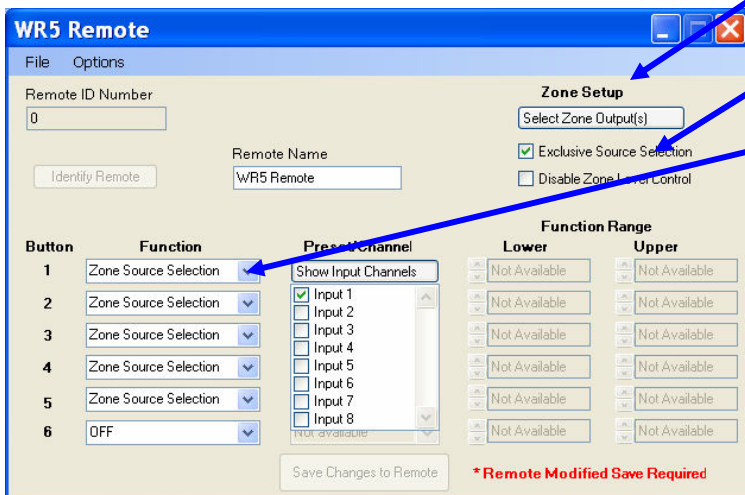 WR5 Remote
File Options
Remote ID Number
0
Zone Setup
Select Zone Output(s)
Exclusive Source Selection
Disable Zone Level Control
Identify Remote
Remote Name
WR5 Remote
Function Range
Button Function Preset/Channel Lower Upper
1 Zone Source Selection Show Input Channels Not Available Not Available
Input 1
2 Zone Source Selection Input 2 Not Available Not Available
3 Zone Source Selection Input 3 Not Available Not Available
Input 4
4 Zone Source Selection Input 5 Not Available Not Available
Input 6
5 Zone Source Selection Input 7 Not Available Not Available
Input 8
6 OFF Not available Not Available Not Available
Save Changes to Remote
* Remote Modified Save Required